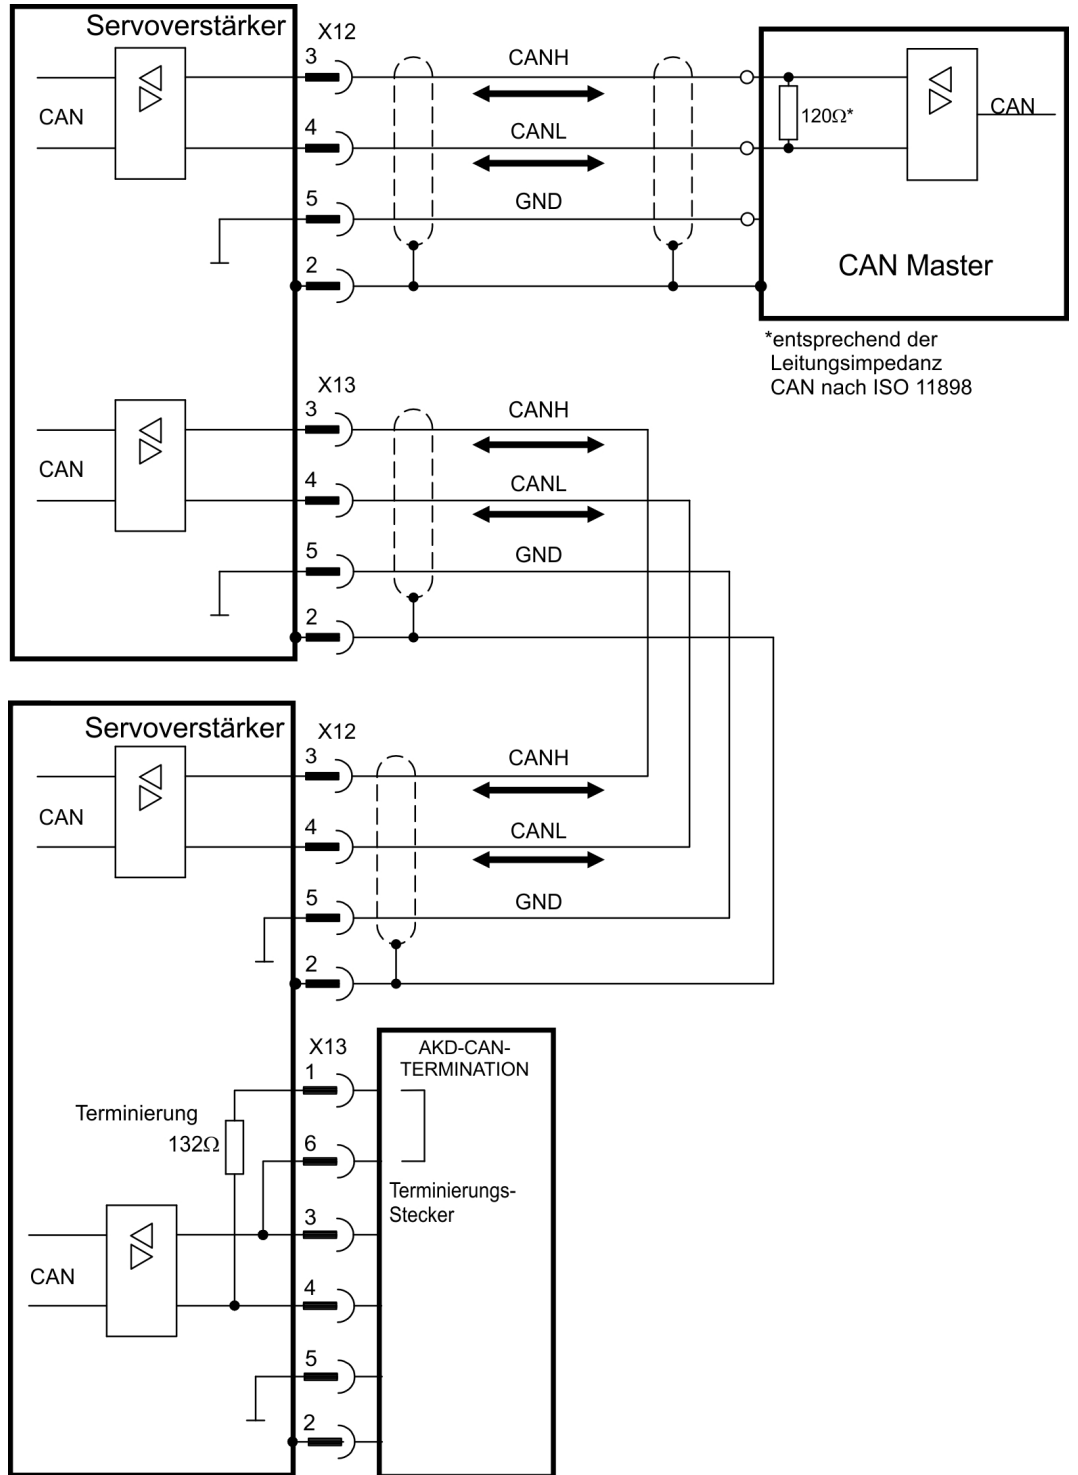 Servoverstärker
X12
3
CANH
CAN
4
CANL
120Ω*
CAN
5
GND
2
CAN Master
*entsprechend der
Leitungsimpedanz
CAN nach ISO 11898
X13
3
CANH
CAN
4
CANL
5
GND
2
Servoverstärker
X12
3
CANH
CAN
4
CANL
5
GND
2
X13
AKD-CAN-
TERMINATION
1
Terminierung
132Ω
6
Terminierungs-
Stecker
3
CAN
4
5
2